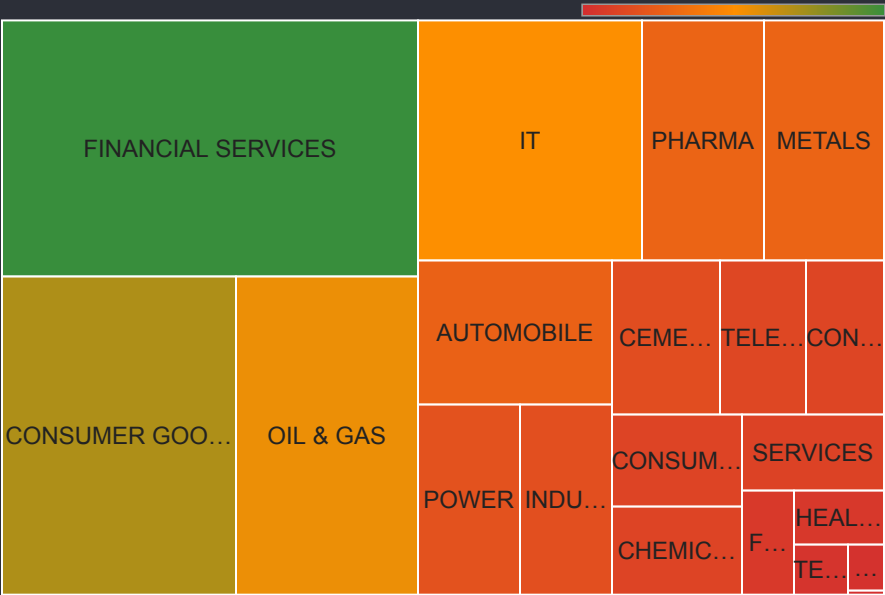 FINANCIAL SERVICES
IT
PHARMA
METALS
CONSUMER GOO...
OIL & GAS
AUTOMOBILE
CEME...
TELE...
CON...
POWER
INDU...
CONSUM...
SERVICES
CHEMIC...
F...
HEAL...
TE...
...